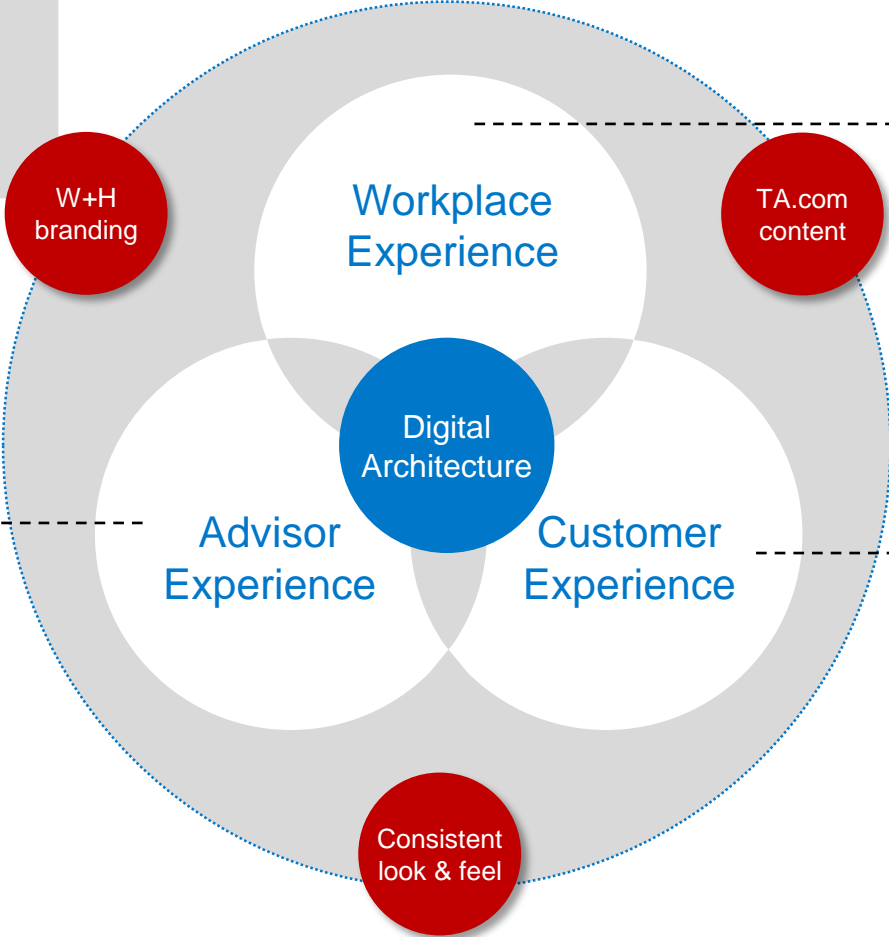 W+H
branding
Workplace
Experience
TA.com
content
Digital
Architecture
Advisor
Experience
Customer
Experience
Consistent
look & feel